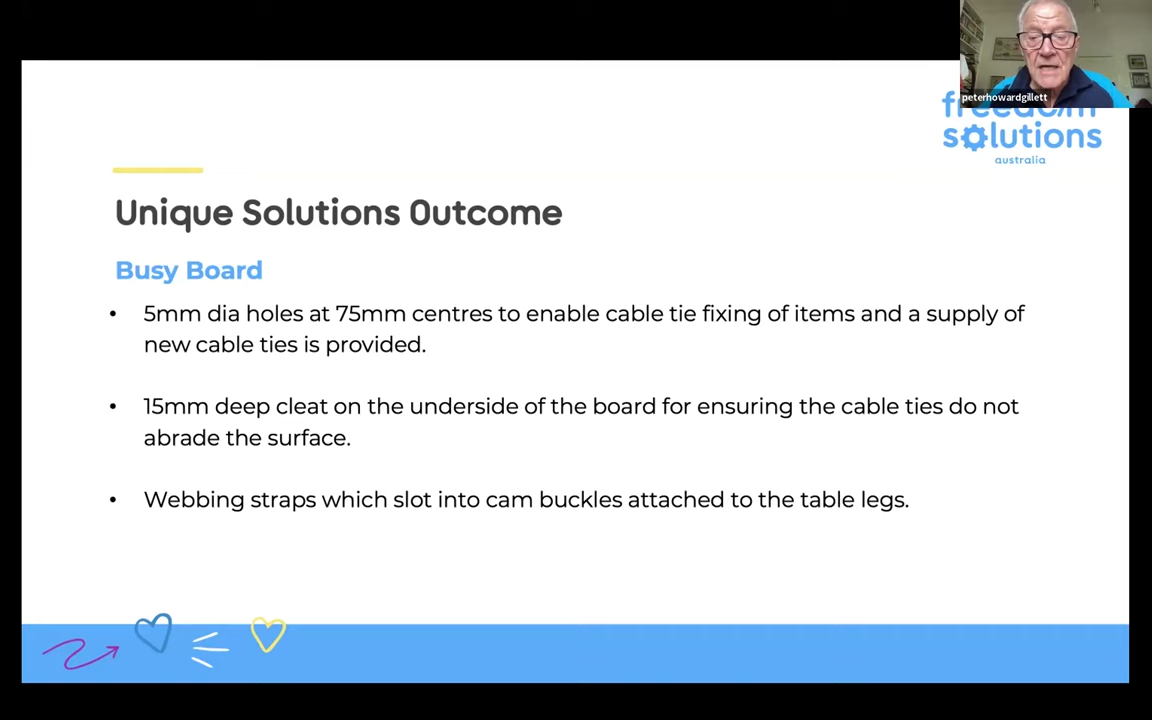 peterhowardgillett
freedom
solutions
australia
Unique Solutions Outcome
Busy Board
• 5mm dia holes at 75mm centres to enable cable tie fixing of items and a supply of
new cable ties is provided.
• 15mm deep cleat on the underside of the board for ensuring the cable ties do not
abrade the surface.
• Webbing straps which slot into cam buckles attached to the table legs.